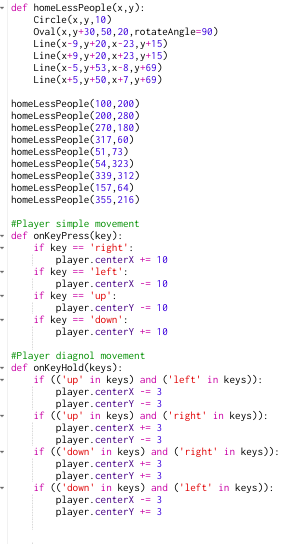 def homeLessPeople(x,y):
    Circle(x,y,10)
    Oval(x,y+30,50,20,rotateAngle=90)
    Line(x-9,y+20,x-23,y+15)
    Line(x+9,y+20,x+23,y+15)
    Line(x-5,y+53,x-8,y+69)
    Line(x+5,y+50,x+7,y+69)

homeLessPeople(100,200)
homeLessPeople(200,280)
homeLessPeople(270,180)
homeLessPeople(317,60)
homeLessPeople(51,73)
homeLessPeople(54,323)
homeLessPeople(339,312)
homeLessPeople(157,64)
homeLessPeople(355,216)

#Player simple movement
def onKeyPress(key):
    if key == 'right':
        player.centerX += 10
    if key == 'left':
        player.centerX -= 10
    if key == 'up':
        player.centerY -= 10
    if key == 'down':
        player.centerY += 10

#Player diagnol movement
def onKeyHold(keys):
    if (('up' in keys) and ('left' in keys)):
        player.centerX -= 3
        player.centerY -= 3
    if (('up' in keys) and ('right' in keys)):
        player.centerX += 3
        player.centerY -= 3
    if (('down' in keys) and ('right' in keys)):
        player.centerX += 3
        player.centerY += 3
    if (('down' in keys) and ('left' in keys)):
        player.centerX -= 3
        player.centerY += 3